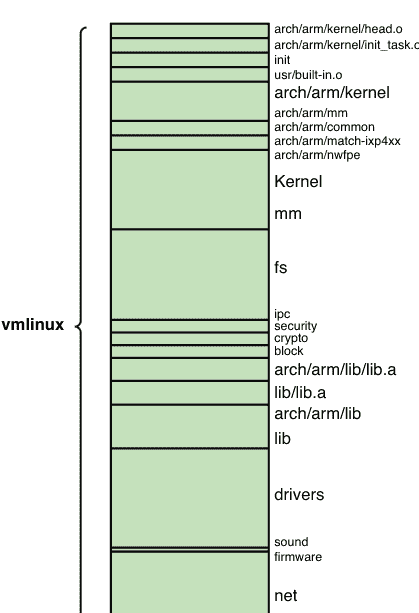 arch/arm/kernel/head.o
arch/arm/kernel/init_task.o
init
usr/built-in.o
arch/arm/kernel
arch/arm/mm
arch/arm/common
arch/arm/match-ixp4xx
arch/arm/nwfpe
Kernel
mm
fs
ipc
vmlinux
security
crypto
block
arch/arm/lib/lib.a
lib/lib.a
arch/arm/lib
lib
drivers
sound
firmware
net